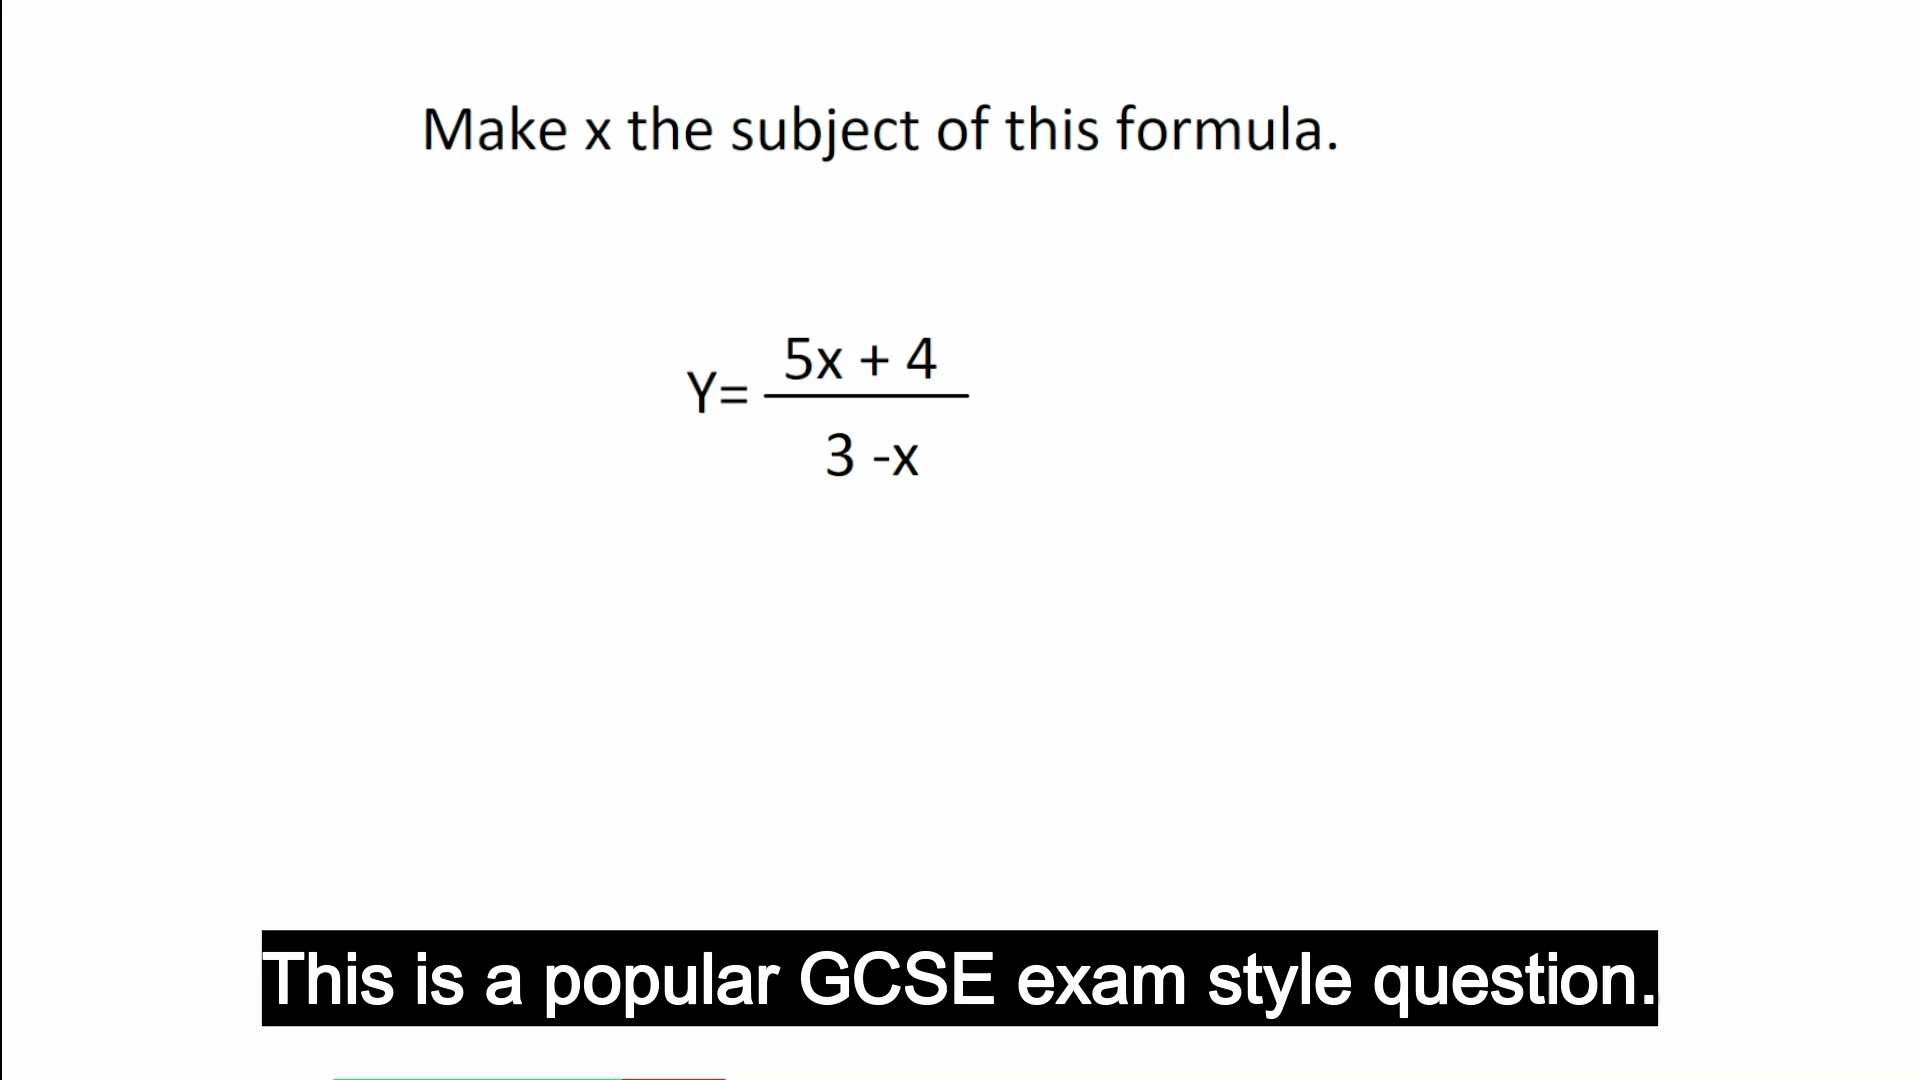 Make x the subject of this formula.
5x + 4
Y=
3 -x
This is a popular GCSE exam style question.